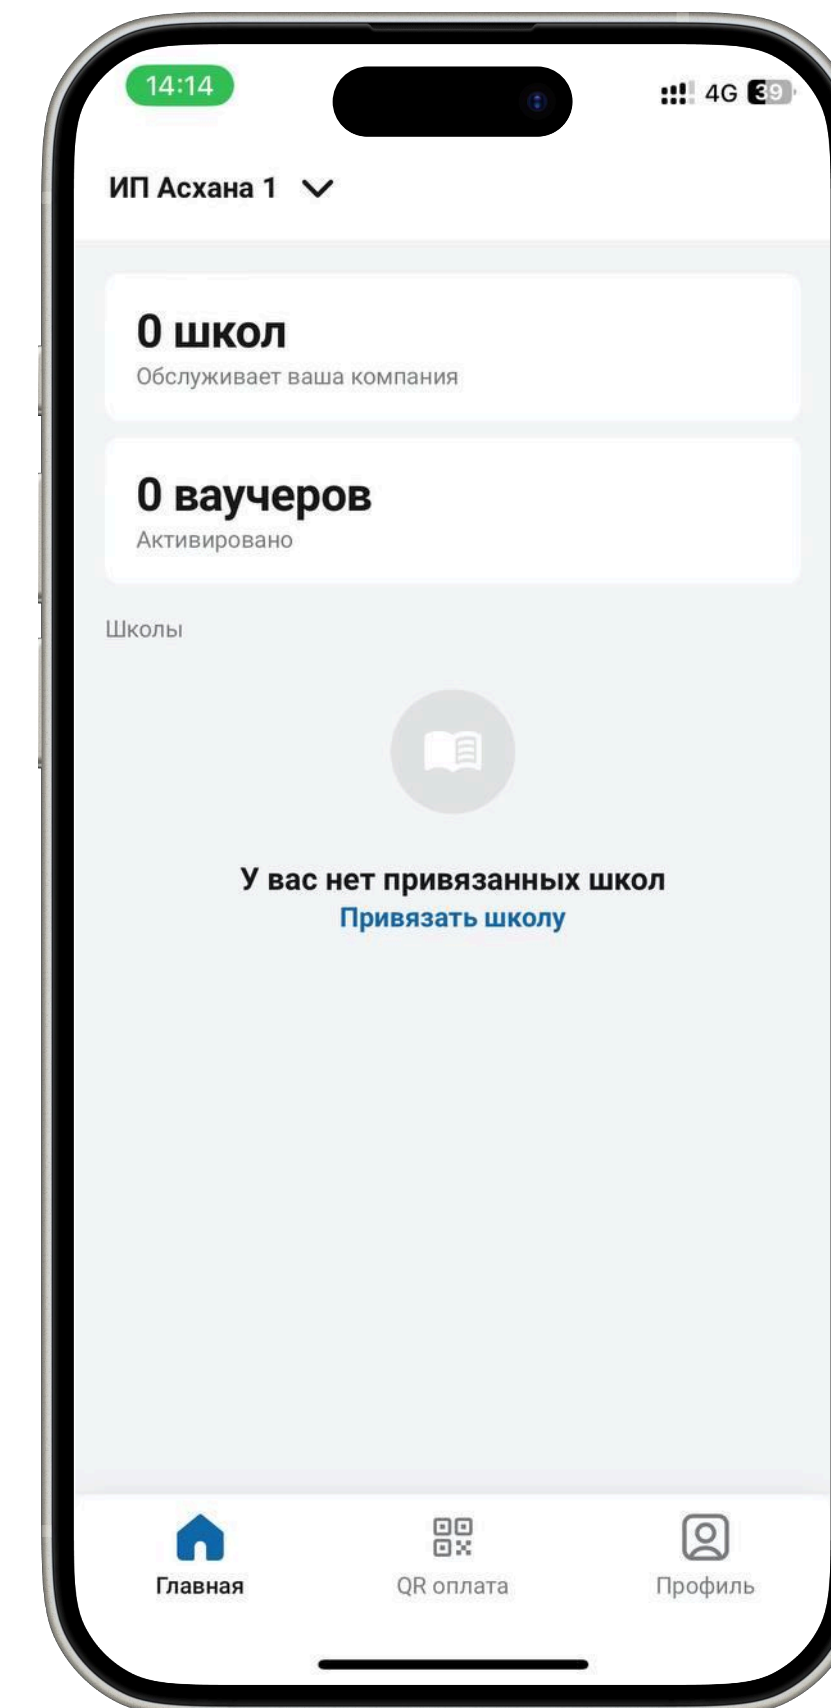 14:14
4G 39
ИП Асхана 1
0 школ
Обслуживает ваша компания
0 ваучеров
Активировано
Школы
У вас нет привязанных школ
Привязать школу
Главная
QR оплата
Профиль